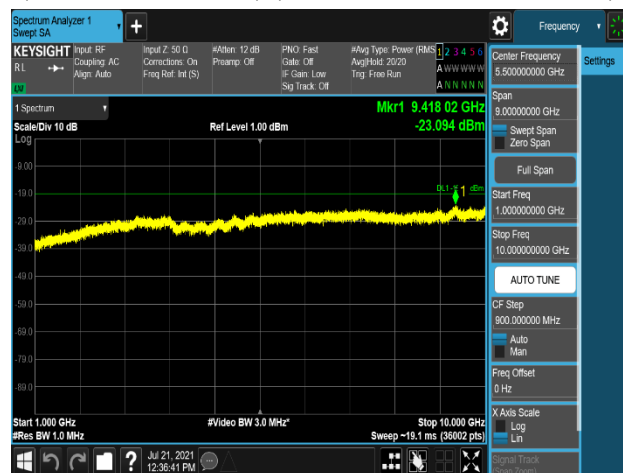 Spectrum Analyzer 1
Swept SA
+
Frequency
KEYSIGHT
RL
Input: RF
Coupling: AC
Align: Auto
Input Z: 50 Ω
Corrections: On
Freq Ref: Int (S)
#Atten: 12 dB
Preamp: Off
PNO: Fast
Gate: Off
IF Gain: Low
Sig Track: Off
#Avg Type: Power (RMS
Avg|Hold: 20/20
Trig: Free Run
1 2 3 4 5 6
A W W W W W
A N N N N N
1 Spectrum
Scale/Div 10 dB
Log
Ref Level 1.00 dBm
Mkr1 9.418 02 GHz
-23.094 dBm
-9.00
-19.0
-29.0
-39.0
-49.0
-59.0
-69.0
-79.0
-89.0
1
dBm
Start 1.000 GHz
#Res BW 1.0 MHz
#Video BW 3.0 MHz*
Stop 10.000 GHz
Sweep ~19.1 ms (36002 pts)
Center Frequency
5.500000000 GHz
Settings
Span
9.00000000 GHz
Swept Span
Zero Span
Full Span
Start Freq
1.000000000 GHz
Stop Freq
10.000000000 GHz
AUTO TUNE
CF Step
900.000000 MHz
Auto
Man
Freq Offset
0 Hz
X Axis Scale
Log
Lin
Signal Track
(Span Zoom)
?
Jul 21, 2021
12:36:41 PM